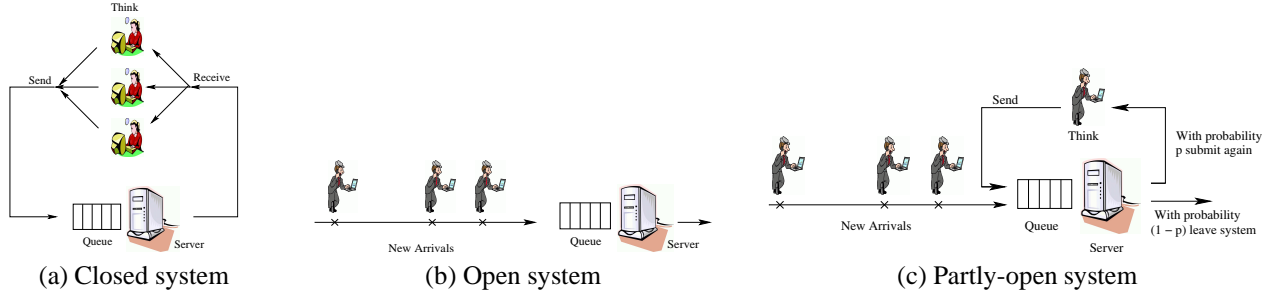 Think
Send
Receive
Queue
Server
(a) Closed system
New Arrivals
Queue
Server
(b) Open system
Send
Think
With probability
p submit again
New Arrivals
Queue
Server
With probability
(1 − p) leave system
(c) Partly-open system